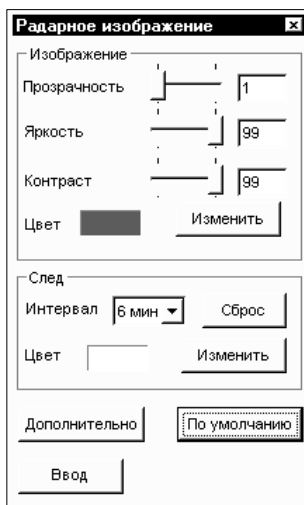 Радарное изображение
Изображение
Прозрачность 1
Яркость 99
Контраст 99
Цвет Изменить
След
Интервал 6 мин Сброс
Цвет Изменить
Дополнительно По умолчанию
Ввод